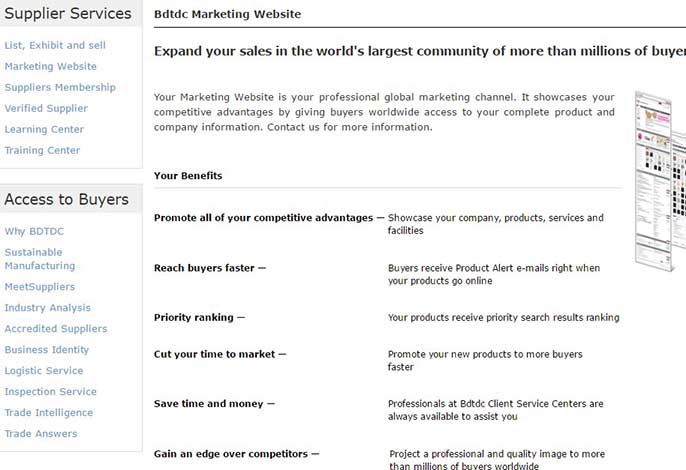 Supplier Services
List, Exhibit and sell
Marketing Website
Suppliers Membership
Verified Supplier
Learning Center
Training Center
Access to Buyers
Why BDTDC
Sustainable
Manufacturing
MeetSuppliers
Industry Analysis
Accredited Suppliers
Business Identity
Logistic Service
Inspection Service
Trade Intelligence
Trade Answers
Bdtdc Marketing Website
Expand your sales in the world's largest community of more than millions of buyer
Your Marketing Website is your professional global marketing channel. It showcases your
competitive advantages by giving buyers worldwide access to your complete product and
company information. Contact us for more information.
Your Benefits
Promote all of your competitive advantages — Showcase your company, products, services and
facilities
Reach buyers faster — Buyers receive Product Alert e-mails right when
your products go online
Priority ranking — Your products receive priority search results ranking
Cut your time to market — Promote your new products to more buyers
faster
Save time and money — Professionals at Bdtdc Client Service Centers are
always available to assist you
Gain an edge over competitors — Project a professional and quality image to more
than millions of buyers worldwide